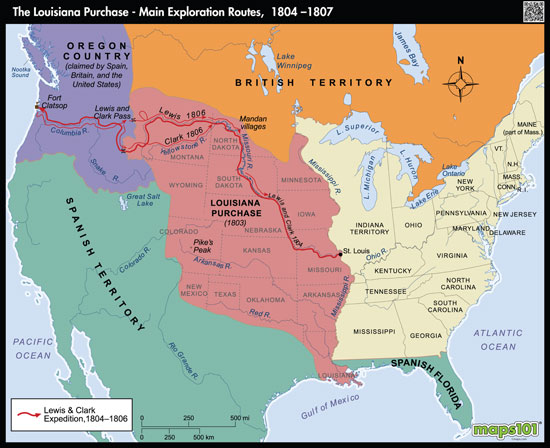 The Louisiana Purchase - Main Exploration Routes, 1804 –1807
OREGON
COUNTRY
(claimed by Spain,
Britain, and the
United States)
Nootka
Sound
Fort
Clatsop
Lewis and
Clark Pass
Columbia R.
Snake R.
Lewis 1806
Clark 1806
Yellowstone R.
Missouri R.
Mandan
villages
Lake
Winnipeg
James Bay
BRITISH TERRITORY
N
L. Superior
L. Michigan
L. Huron
Lake
Ontario
Lake Erie
Mississippi R.
MAINE
(part of Mass.)
VT.
N.H.
MASS.
CONN.
R.I.
NEW
YORK
PENNSYLVANIA
NEW JERSEY
MARYLAND
DELAWARE
MONTANA
NORTH
DAKOTA
SOUTH
DAKOTA
MINNESOTA
WYOMING
IOWA
NEBRASKA
LOUISIANA
PURCHASE
(1803)
Lewis and Clark 1804
INDIANA
TERRITORY
OHIO
VIRGINIA
Great Salt
Lake
COLORADO
Pike's
Peak
KANSAS
MISSOURI
St. Louis
Ohio R.
KENTUCKY
TENNESSEE
NORTH
CAROLINA
SOUTH
CAROLINA
SPANISH TERRITORY
Colorado R.
Arkansas R.
NEW
MEXICO
TEXAS
OKLAHOMA
ARKANSAS
Mississippi R.
Red R.
MISSISSIPPI
GEORGIA
LOUISIANA
Rio Grande R.
PACIFIC
OCEAN
ATLANTIC
OCEAN
SPANISH FLORIDA
Gulf of Mexico
Lewis & Clark
Expedition,1804–1806
0 250 500 mi
0 250 500 km
maps101